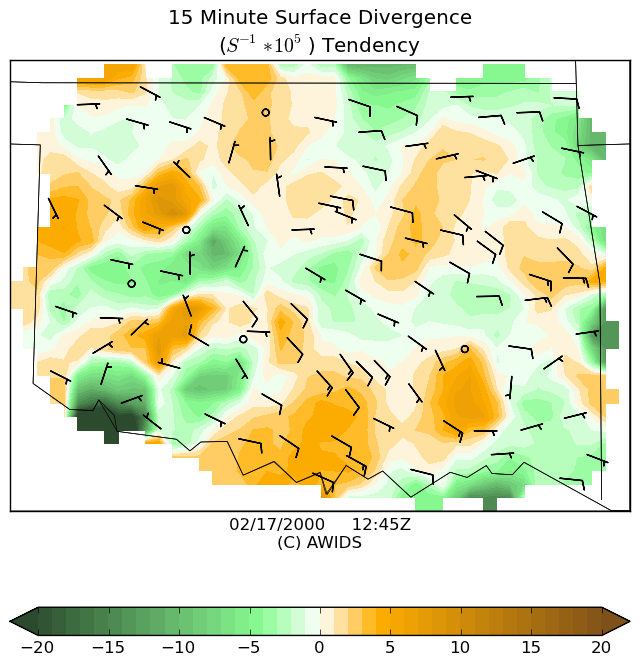 15 Minute Surface Divergence
($S^{-1} * 10^5$ ) Tendency
02/17/2000 12:45Z
(C) AWIDS
−20 −15 −10 −5 0 5 10 15 20